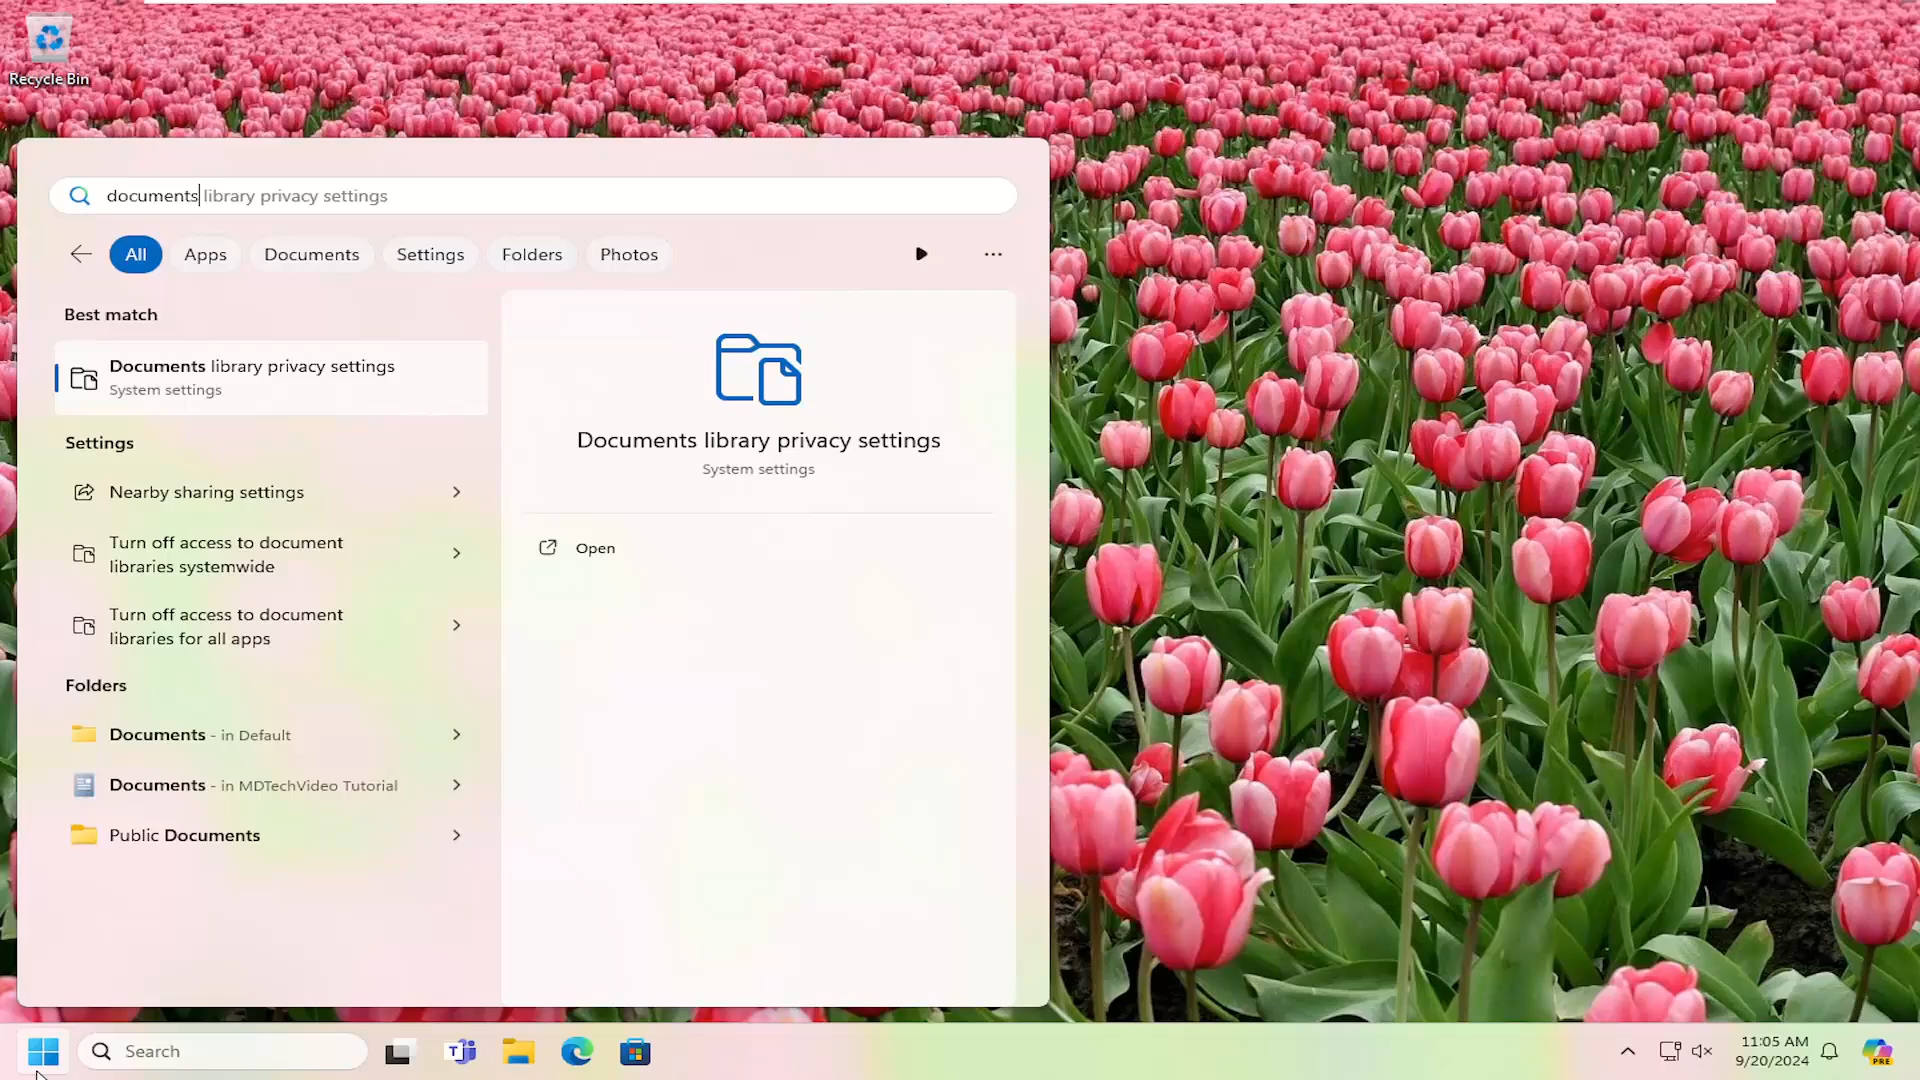 Recycle Bin
documents library privacy settings
All Apps Documents Settings Folders Photos
Best match
Documents library privacy settings
System settings
Settings
Nearby sharing settings
Turn off access to document
libraries systemwide
Turn off access to document
libraries for all apps
Folders
Documents - in Default
Documents - in MDTechVideo Tutorial
Public Documents
Documents library privacy settings
System settings
Open
Search
T
11:05 AM
9/20/2024
PRE